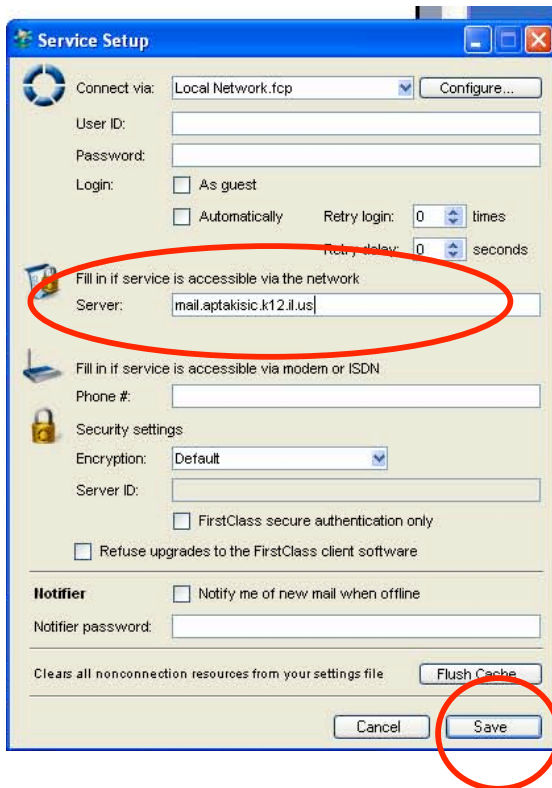 Service Setup
Connect via: Local Network.fcp Configure...
User ID:
Password:
Login: As guest
Automatically Retry login: 0 times
Retry delay: 0 seconds
Fill in if service is accessible via the network
Server: mail.aptakisic.k12.il.us
Fill in if service is accessible via modem or ISDN
Phone #:
Security settings
Encryption: Default
Server ID:
FirstClass secure authentication only
Refuse upgrades to the FirstClass client software
Notifier Notify me of new mail when offline
Notifier password:
Clears all nonconnection resources from your settings file Flush Cache
Cancel Save